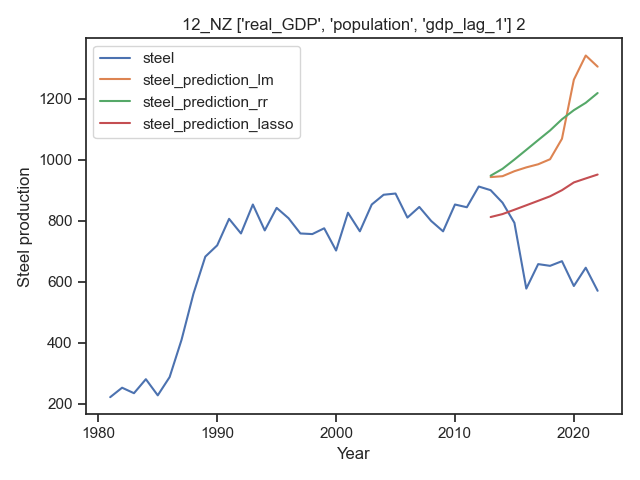 12_NZ ['real_GDP', 'population', 'gdp_lag_1'] 2
steel
steel_prediction_lm
steel_prediction_rr
steel_prediction_lasso
1200
1000
800
600
400
200
Steel production
1980
1990
2000
2010
2020
Year